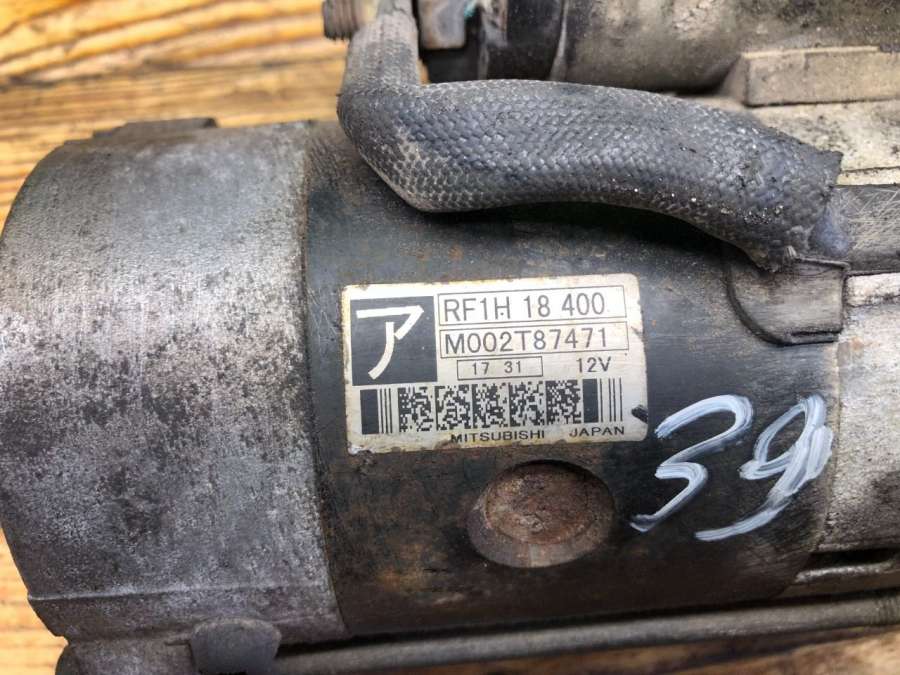 ア
RF1H 18 400
M002T87471
17 31 12V
MITSUBISHI JAPAN
39